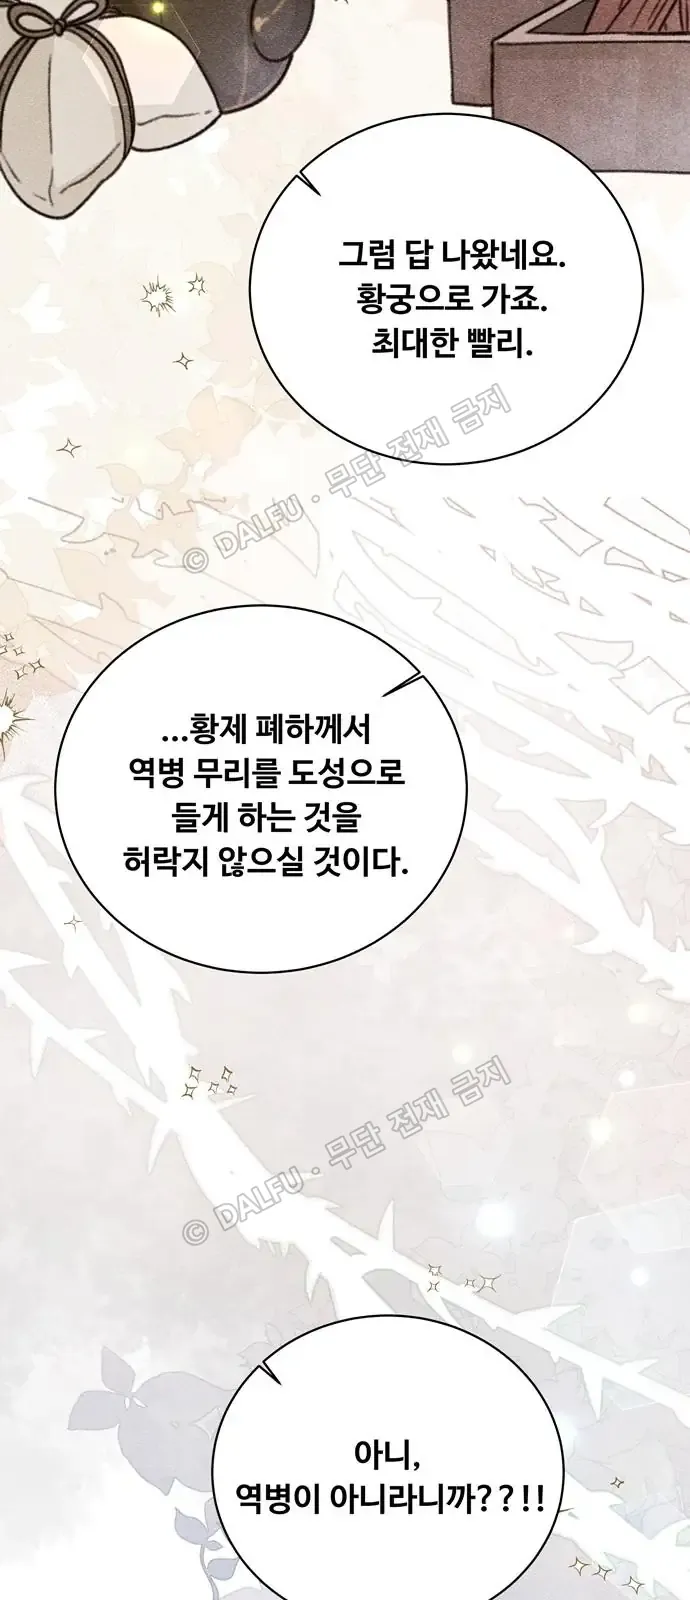 그럼 답 나왔네요.
황궁으로 가죠.
최대한 빨리.
© DALFU · 무단 전재 금지
...황제 폐하께서
역병 무리를 도성으로
들게 하는 것을
허락지 않으실 것이다.
© DALFU · 무단 전재 금지
아니,
역병이 아니라니까??!!